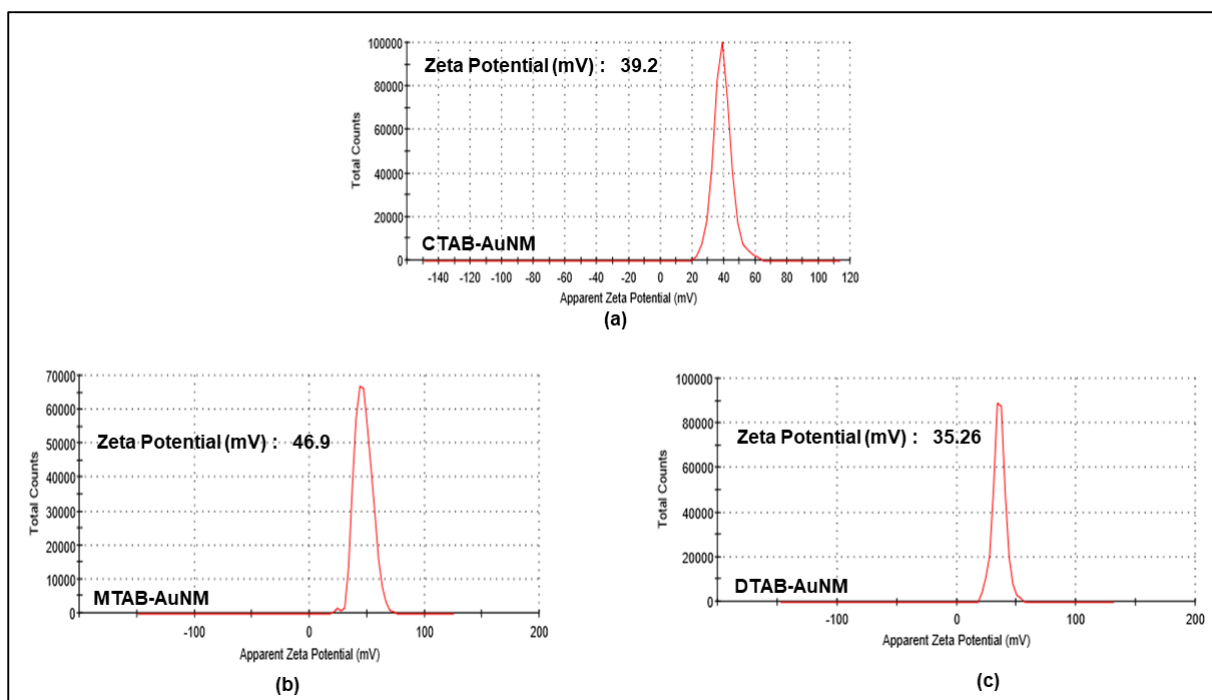 100000
80000
60000
40000
20000
0
Total Counts
Zeta Potential (mV) : 39.2
CTAB-AuNM
-140 -120 -100 -80 -60 -40 -20 0 20 40 60 80 100 120
Apparent Zeta Potential (mV)
(a)
70000
60000
50000
40000
30000
20000
10000
0
Total Counts
Zeta Potential (mV) : 46.9
MTAB-AuNM
-100 0 100 200
Apparent Zeta Potential (mV)
(b)
100000
80000
60000
40000
20000
0
Total Counts
Zeta Potential (mV) : 35.26
DTAB-AuNM
-100 0 100 200
Apparent Zeta Potential (mV)
(c)